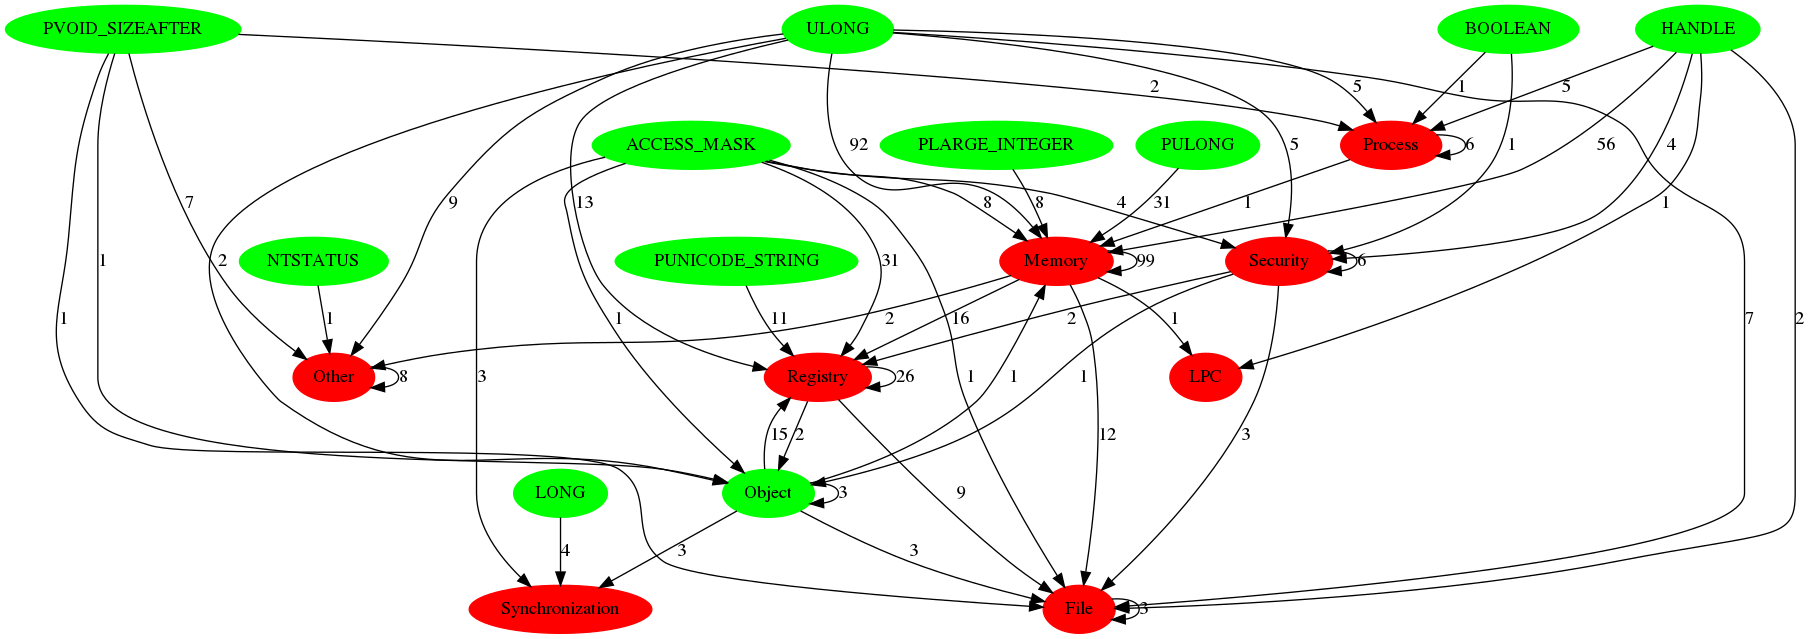 PVOID_SIZEAFTER
ULONG
BOOLEAN
HANDLE
2
5
1
5
ACCESS_MASK
PLARGE_INTEGER
PULONG
Process
92
5
1
56
4
6
7
9
13
8
8
31
4
1
1
1
2
NTSTATUS
PUNICODE_STRING
31
Memory
99
Security
6
1
1
11
1
16
2
2
1
1
7
2
Other
8
Registry
26
LPC
3
1
1
1
15
2
12
3
LONG
Object
3
9
4
3
3
Synchronization
File
3